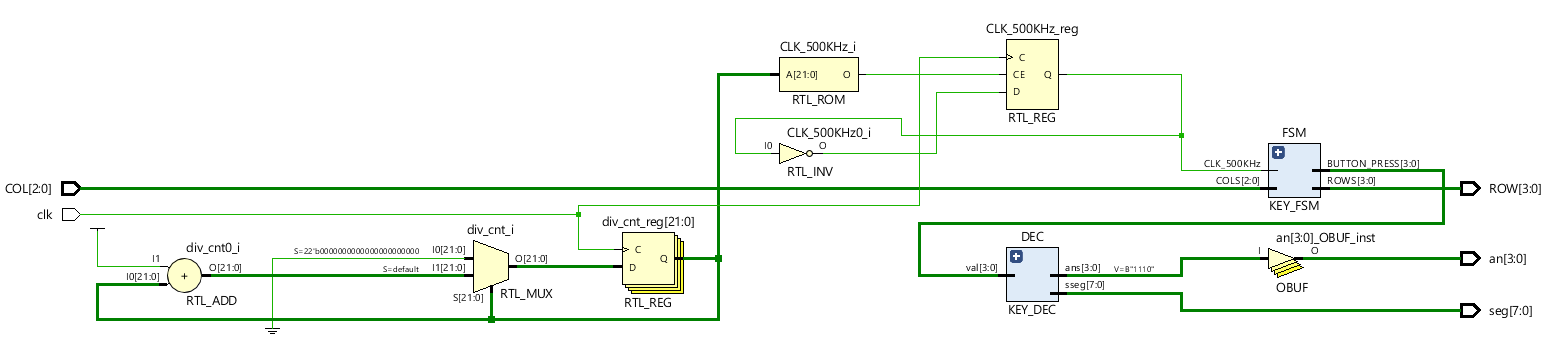 CLK_500KHz_reg
CLK_500KHz_i
C
A[21:0] O
CE Q
D
RTL_ROM
RTL_REG
CLK_500KHz0_i
FSM
I0 O
RTL_INV
CLK_500KHz BUTTON_PRESS[3:0]
COL[2:0] COLS[2:0] ROWS[3:0] ROW[3:0]
KEY_FSM
clk
div_cnt_reg[21:0]
div_cnt_i
DEC
an[3:0]_OBUF_inst
div_cnt0_i
S=22'b0000000000000000000000 I0[21:0]
C
I1 O[21:0]
I O
an[3:0]
I0[21:0] + O[21:0] S=default I1[21:0]
D Q
val[3:0] ans[3:0] V=B"1110"
sseg[7:0]
OBUF
RTL_ADD
S[21:0] RTL_MUX
RTL_REG
KEY_DEC
seg[7:0]